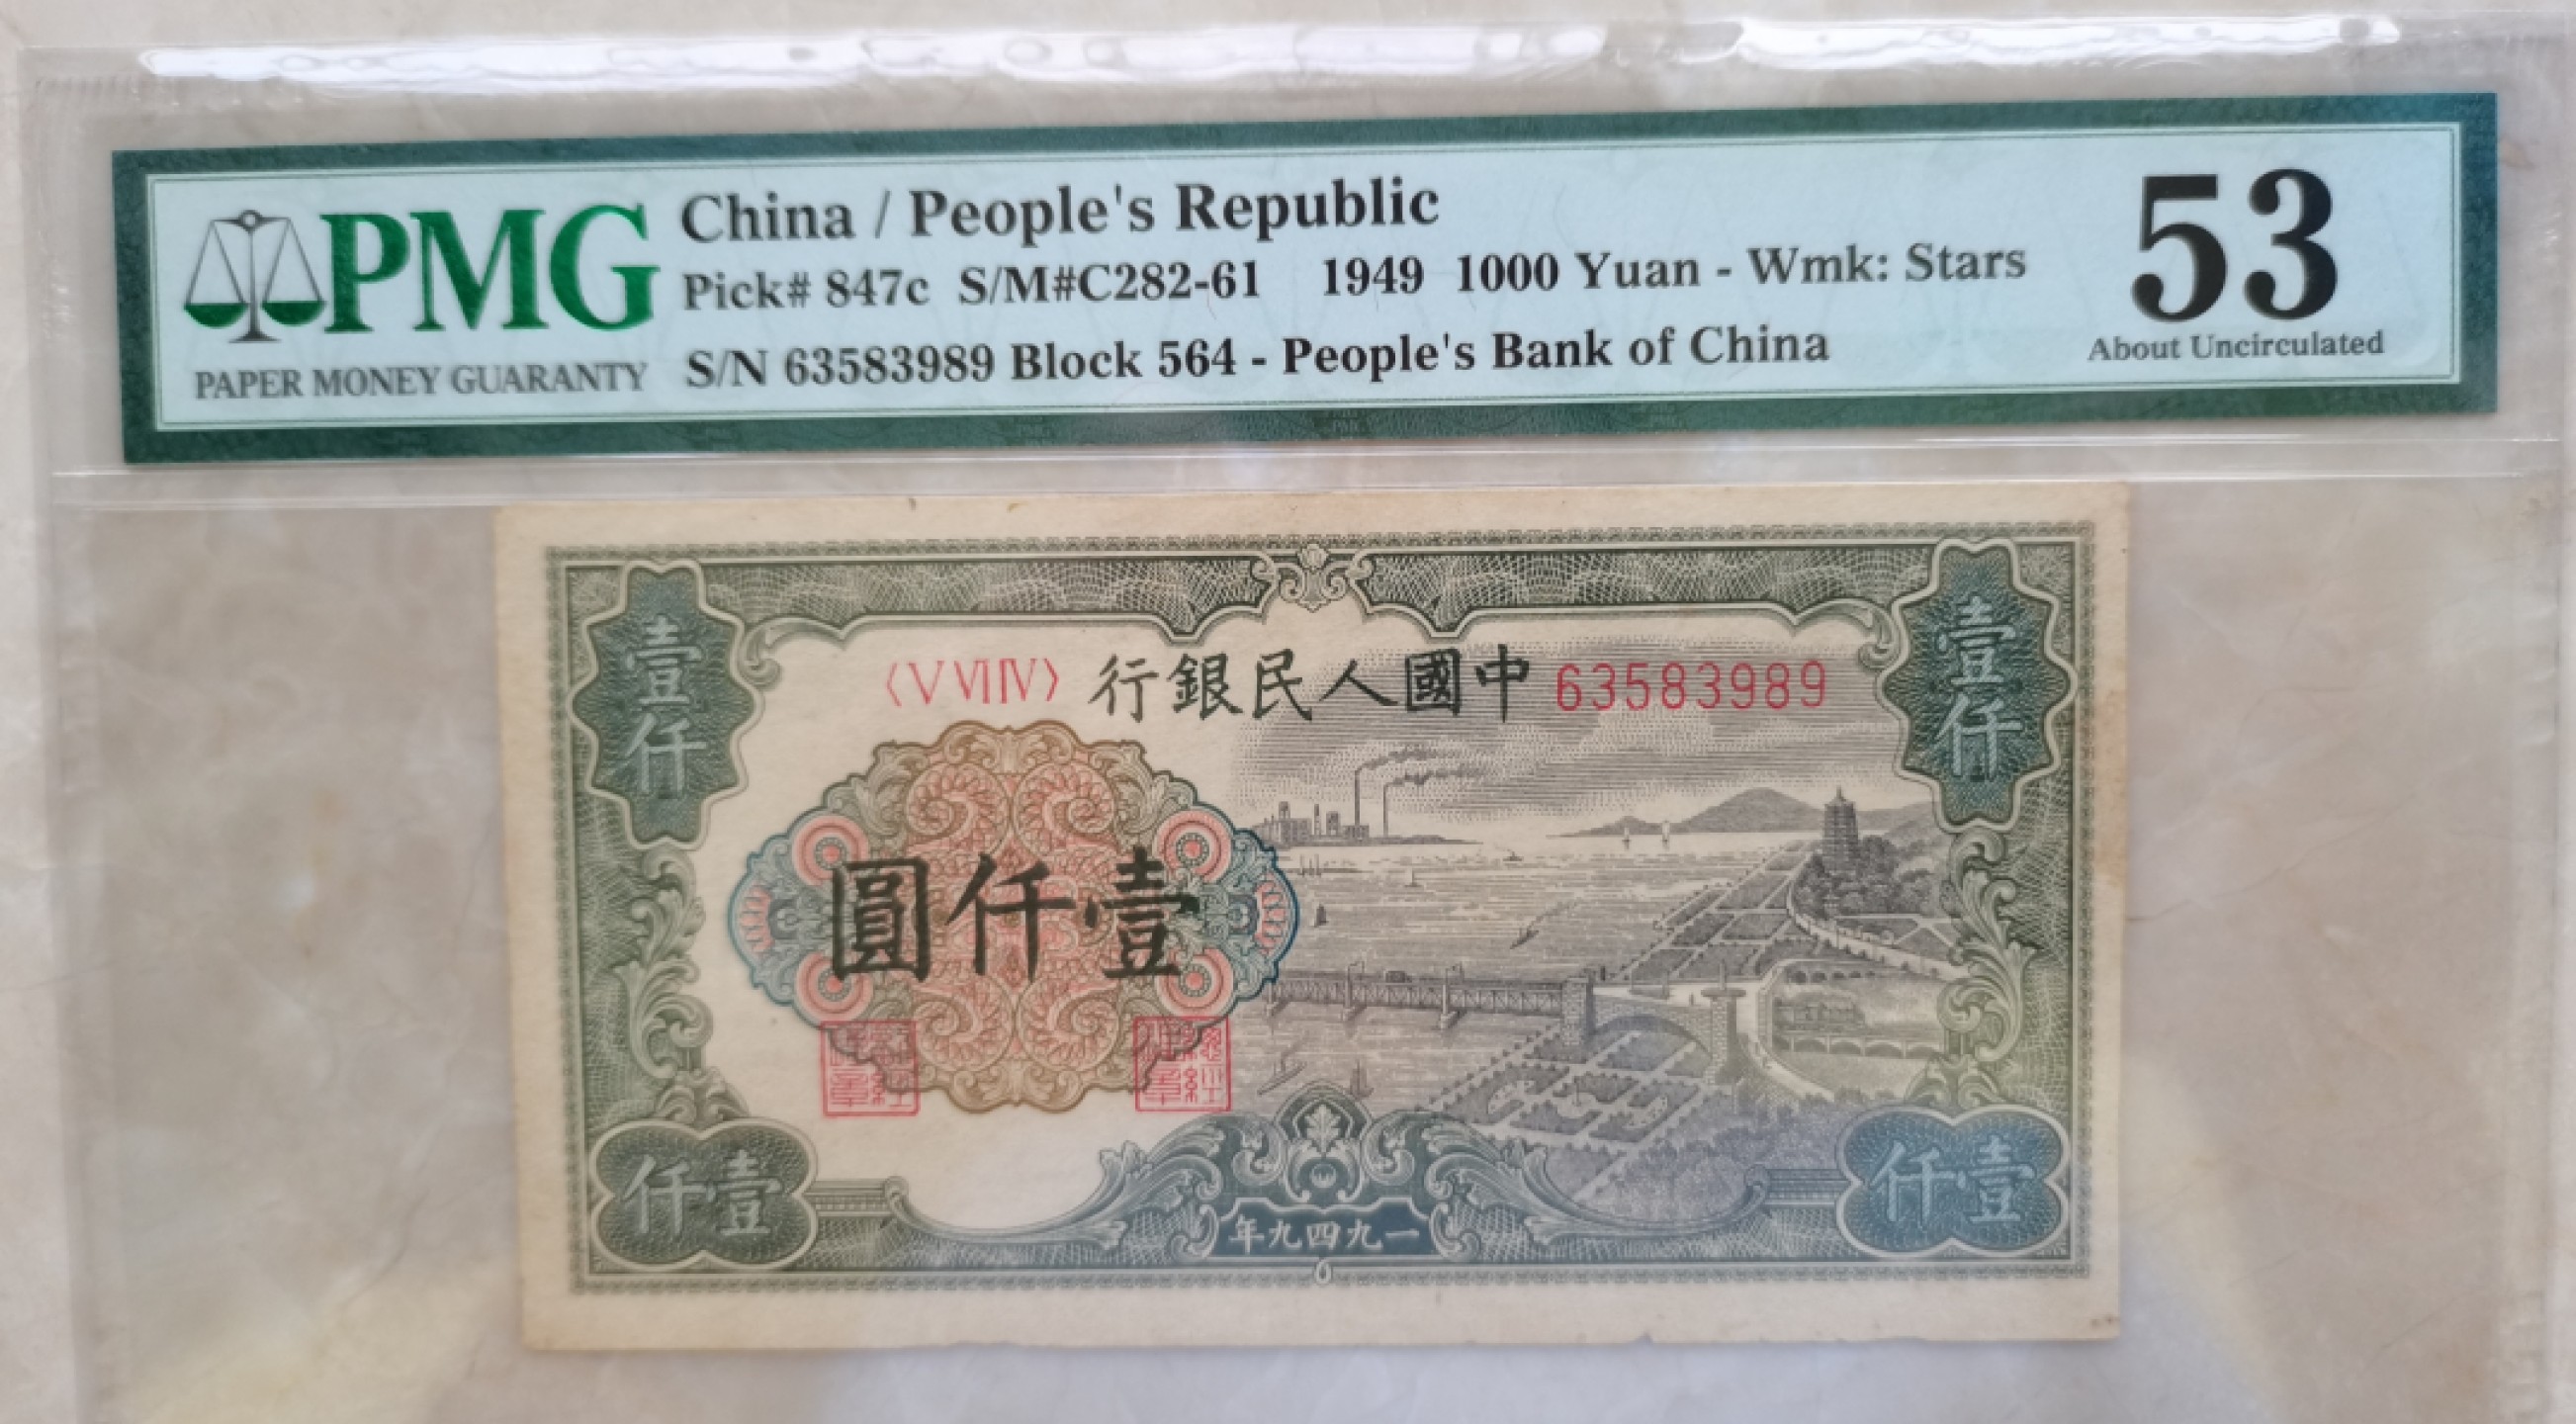 PMG
PAPER MONEY GUARANTY
China / People's Republic
Pick# 847c S/M#C282-61 1949 1000 Yuan - Wmk: Stars
S/N 63583989 Block 564 - People's Bank of China
53
About Uncirculated
壹仟
壹仟
〈V VI IV〉 行銀民人國中 63583989
圓仟壹
仟壹
年九四九一
仟壹